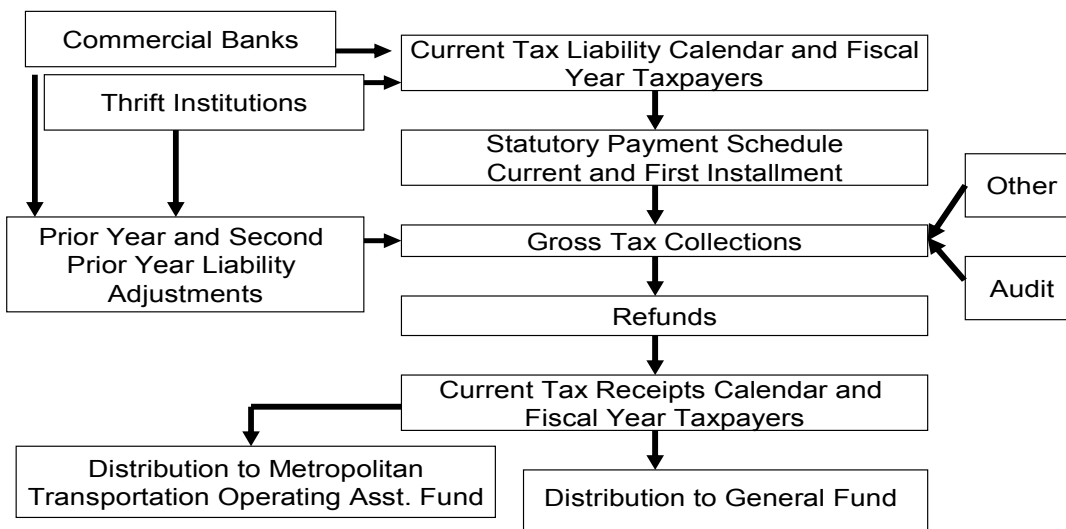 Commercial Banks
Current Tax Liability Calendar and Fiscal
Year Taxpayers
Thrift Institutions
Statutory Payment Schedule
Current and First Installment
Other
Prior Year and Second
Prior Year Liability
Adjustments
Gross Tax Collections
Audit
Refunds
Current Tax Receipts Calendar and
Fiscal Year Taxpayers
Distribution to Metropolitan
Transportation Operating Asst. Fund
Distribution to General Fund